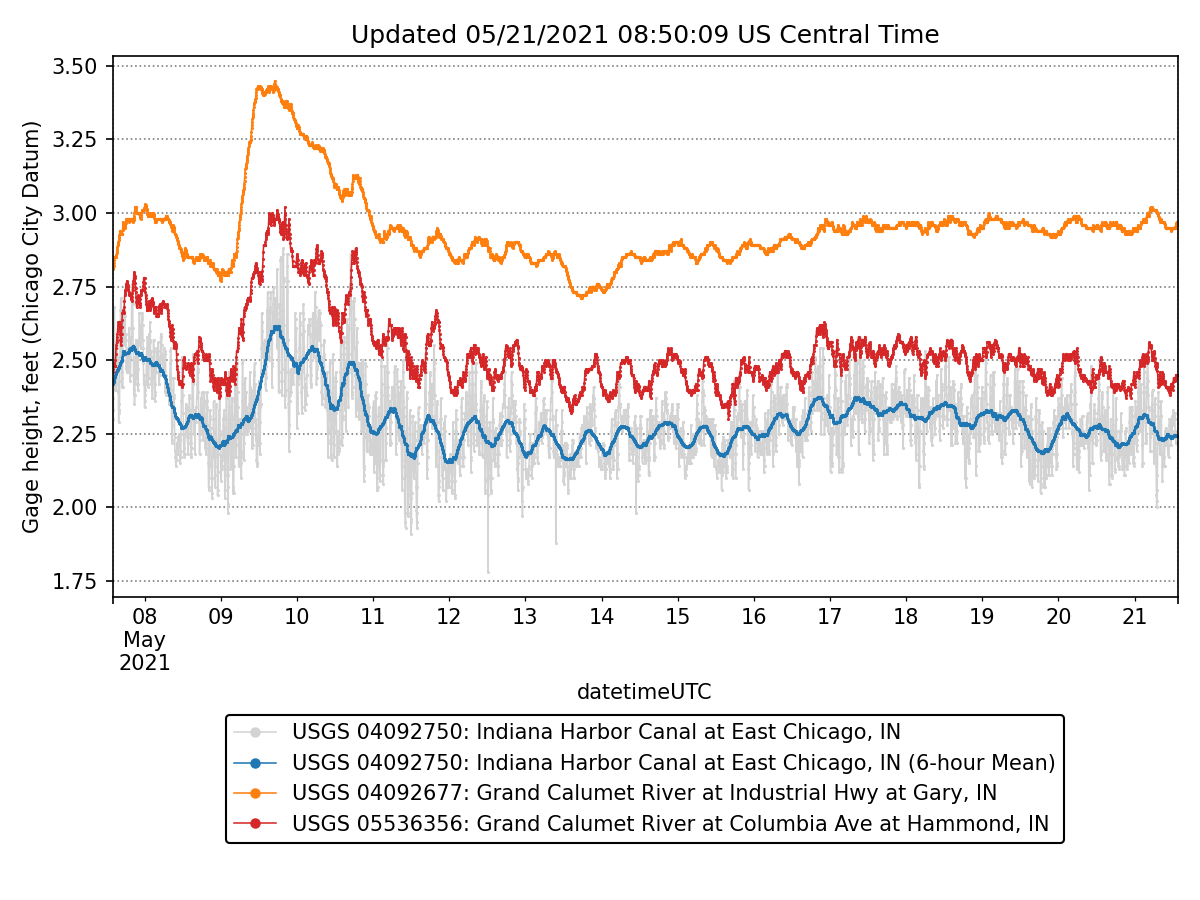 Updated 05/21/2021 08:50:09 US Central Time
Gage height, feet (Chicago City Datum)
3.50
3.25
3.00
2.75
2.50
2.25
2.00
1.75
08 09 10 11 12 13 14 15 16 17 18 19 20 21
May
2021
datetimeUTC
USGS 04092750: Indiana Harbor Canal at East Chicago, IN
USGS 04092750: Indiana Harbor Canal at East Chicago, IN (6-hour Mean)
USGS 04092677: Grand Calumet River at Industrial Hwy at Gary, IN
USGS 05536356: Grand Calumet River at Columbia Ave at Hammond, IN